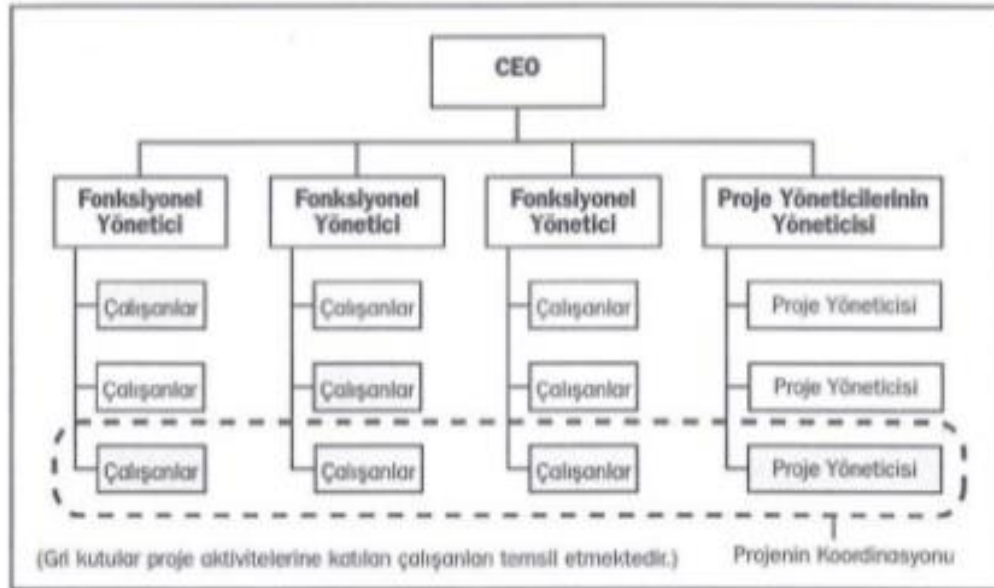 CEO
Fonksiyonel
Yönetici
Fonksiyonel
Yönetici
Fonksiyonel
Yönetici
Proje Yöneticilerinin
Yöneticisi
Çalışanlar
Çalışanlar
Çalışanlar
Proje Yöneticisi
Çalışanlar
Çalışanlar
Çalışanlar
Proje Yöneticisi
Çalışanlar
Çalışanlar
Çalışanlar
Proje Yöneticisi
(Gri kutular proje aktivitelerine katılan çalışanları temsil etmektedir.)
Projenin Koordinasyonu